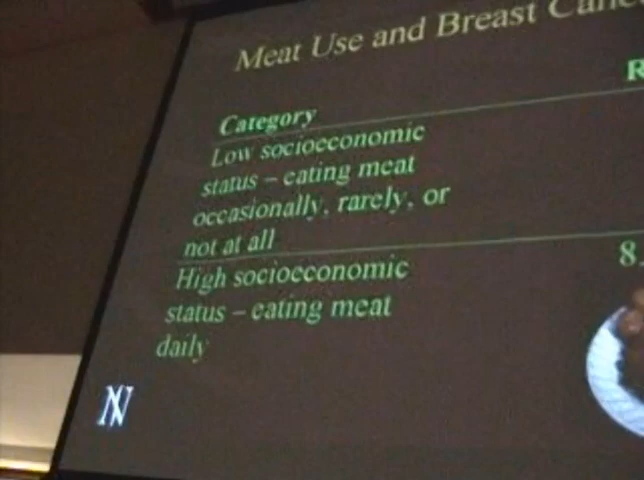 Meat Use and Breast
R
Category
Low socioeconomic
status – eating meat
occasionally, rarely, or
not at all
8.
High socioeconomic
status – eating meat
daily
N